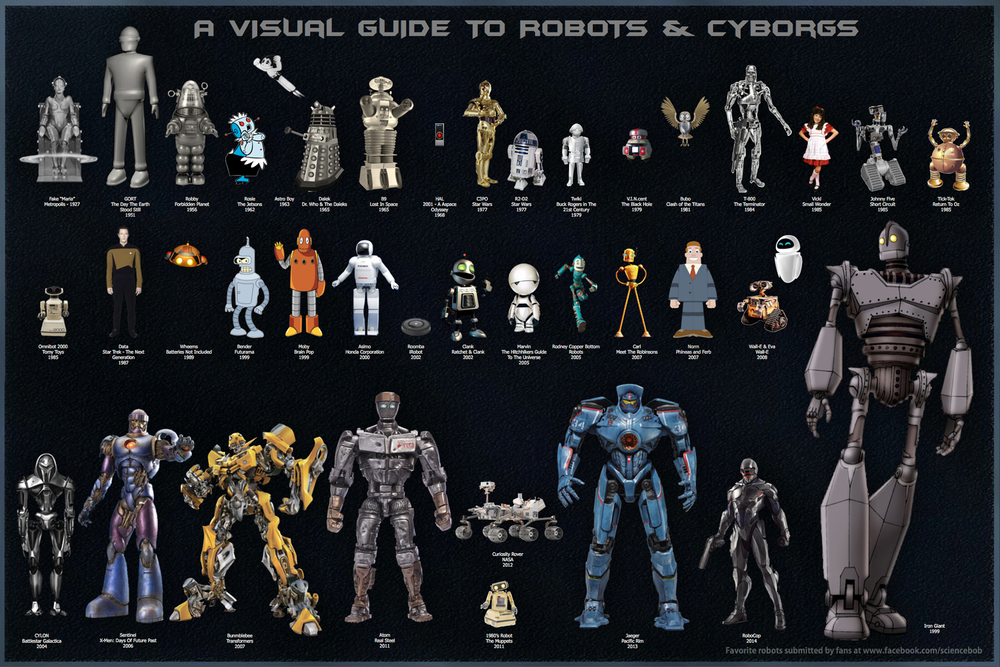 A VISUAL GUIDE TO ROBOTS & CYBORGS
Fake "Maria"
Metropolis - 1927
GORT
The Day The Earth
Stood Still
1951
Robby
Forbidden Planet
1956
Rosie
The Jetsons
1962
Astro Boy
1963
Dalek
Dr. Who & The Daleks
1965
B9
Lost In Space
1965
HAL
2001 - A Aspace
Odyssey
1968
C3PO
Star Wars
1977
R2-D2
Star Wars
1977
Twiki
Buck Rogers in The
21st Century
1979
V.I.N.cent
The Black Hole
1979
Bubo
Clash of the Titans
1981
T-800
The Terminator
1984
Vicki
Small Wonder
1985
Johnny Five
Short Circuit
1985
Tick-Tok
Return To Oz
1985
Omnibot 2000
Tomy Toys
1985
Data
Star Trek - The Next
Generation
1987
Wheems
Batteries Not Included
1989
Bender
Futurama
1999
Moby
Brain Pop
1999
Asimo
Honda Corporation
2000
Roomba
iRobot
2002
Clank
Ratchet & Clank
2002
Marvin
The Hitchhikers Guide
To The Universe
2005
Rodney Copper Bottom
Robots
2005
Carl
Meet The Robinsons
2007
Norm
Phineas and Ferb
2007
Wall-E & Eva
Wall-E
2008
CYLON
Battlestar Galactica
2004
Sentinel
X-Men: Days Of Future Past
2006
Bunmblebee
Transformers
2007
Atom
Real Steel
2011
Curiosity Rover
NASA
2012
1980's Robot
The Muppets
2011
Jaeger
Pacific Rim
2013
RoboCop
2014
Iron Giant
1999
Favorite robots submitted by fans at www.facebook.com/sciencebob